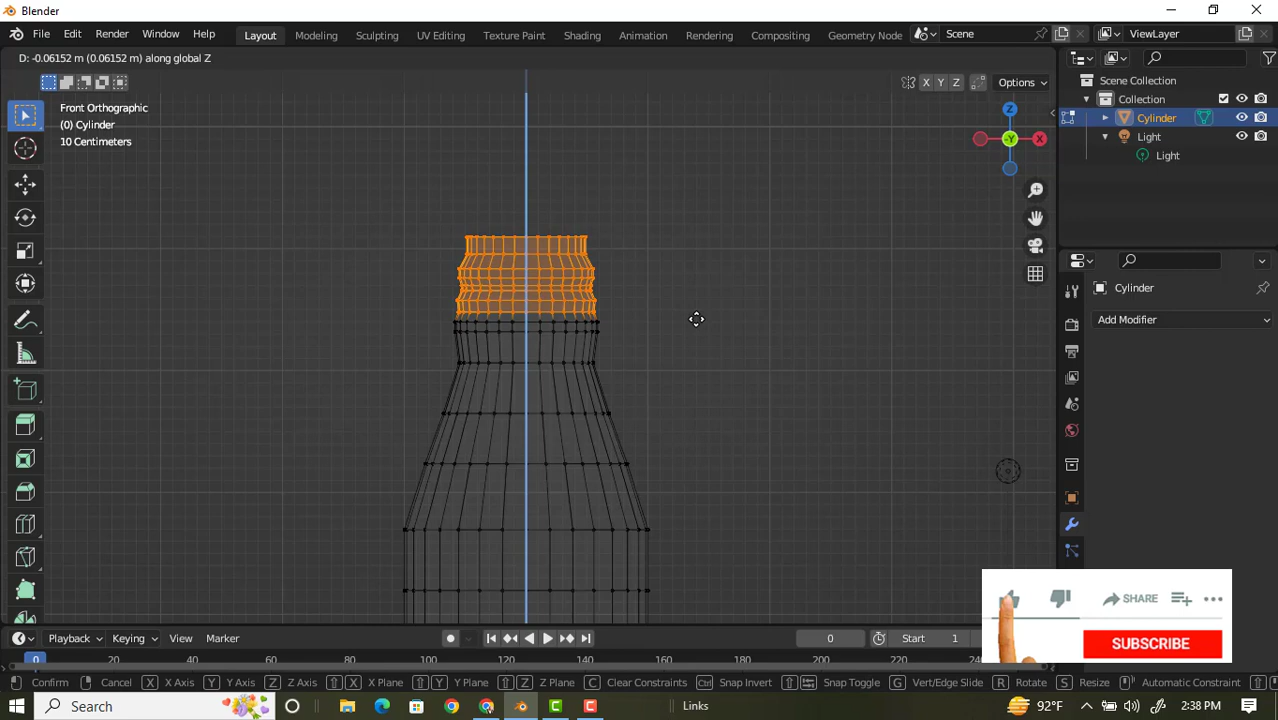 Blender
File Edit Render Window Help Layout Modeling Sculpting UV Editing Texture Paint Shading Animation Rendering Compositing Geometry Node Scene ViewLayer
D: -0.06152 m (0.06152 m) along global Z
X Y Z Options
Front Orthographic
(0) Cylinder
10 Centimeters
Z
-Y X
Scene Collection
Collection
Cylinder
Light
Light
Cylinder
Add Modifier
SHARE
SUBSCRIBE
Playback Keying View Marker 0 Start 1
0 20 40 60 80 100 120 140 160 180 200
Confirm Cancel X X Axis Y Y Axis Z Z Axis X X Plane Y Y Plane Z Z Plane C Clear Constraints Ctrl Snap Invert Snap Toggle G Vert/Edge Slide R Rotate S Resize Automatic Constraint
Search Links 92°F 2:38 PM